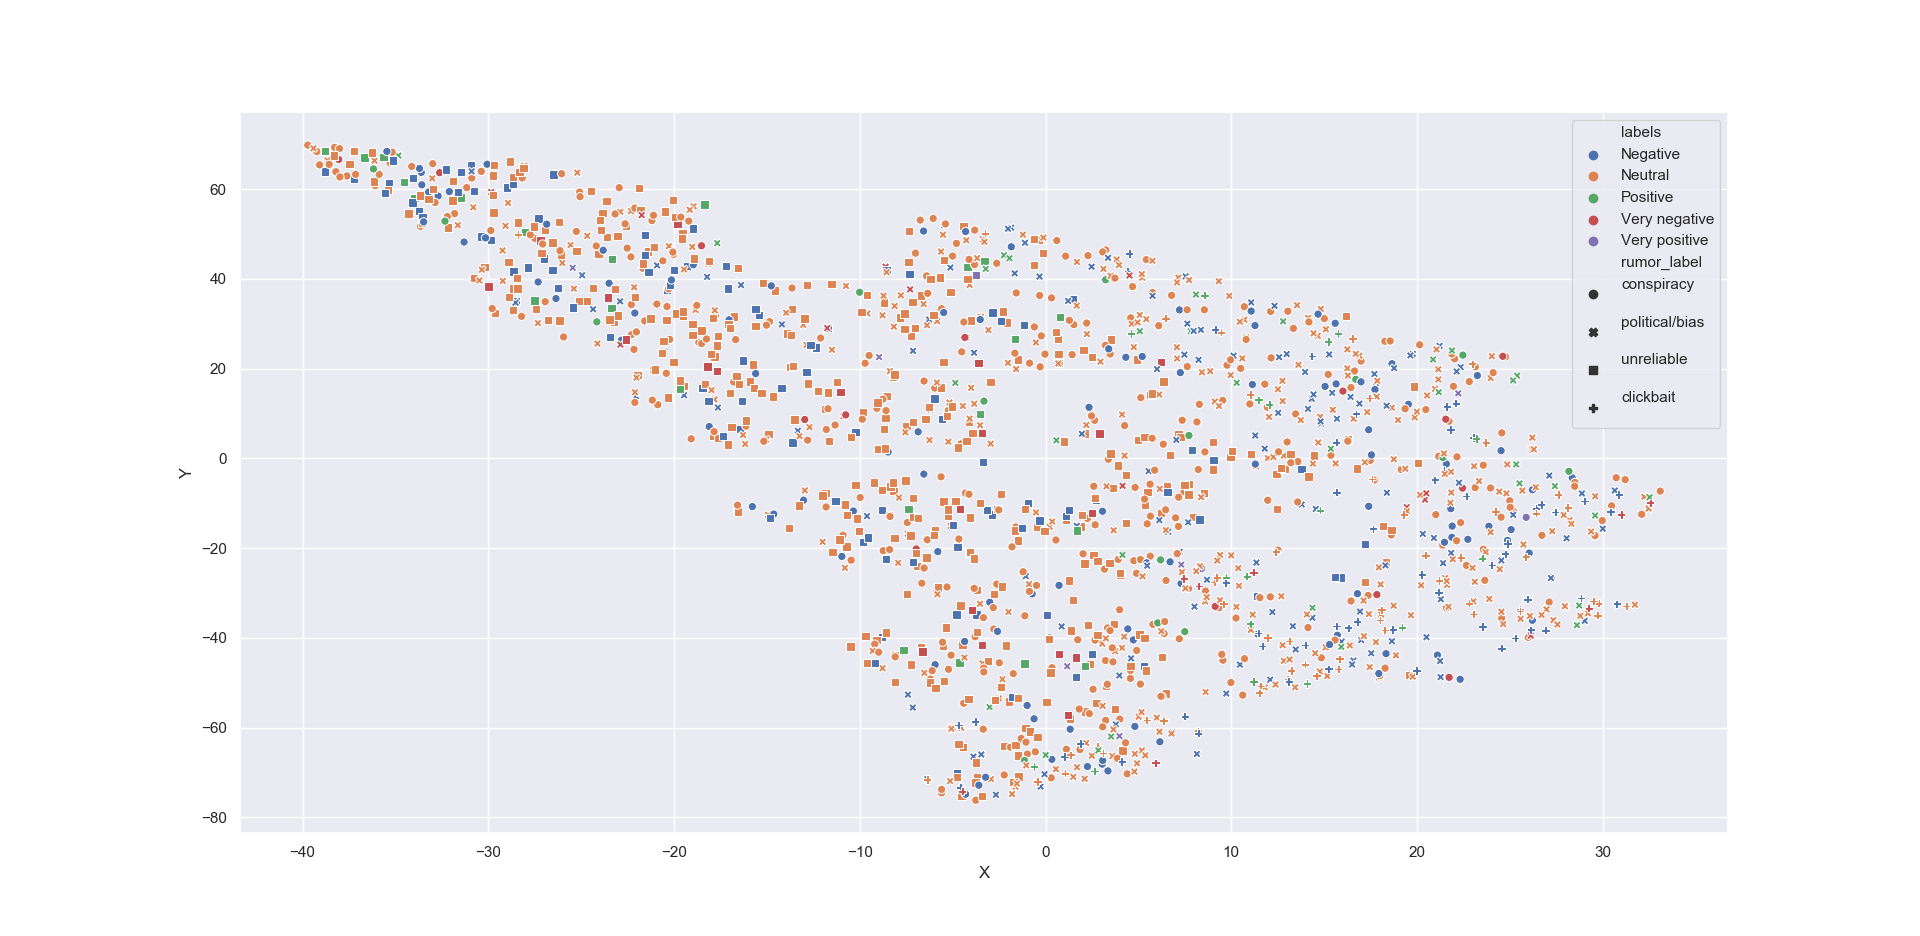 labels
Negative
Neutral
Positive
Very negative
Very positive
rumor_label
conspiracy
political/bias
unreliable
clickbait
60
40
20
0
−20
−40
−60
−80
Y
−40 −30 −20 −10 0 10 20 30
X